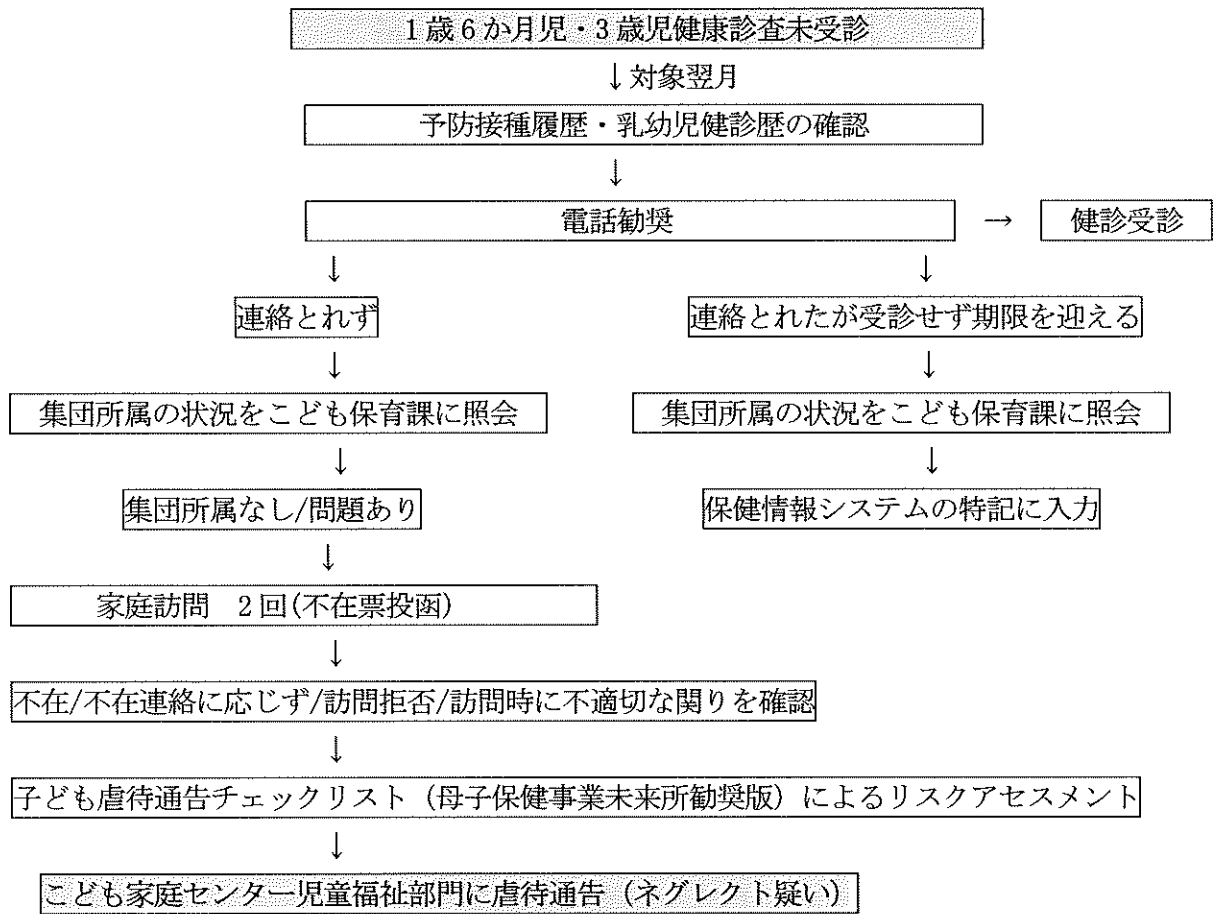 1歳6か月児・3歳児健康診査未受診
↓対象翌月
予防接種履歴・乳幼児健診歴の確認
↓
電話勧奨 → 健診受診
↓ ↓
連絡とれず 連絡とれたが受診せず期限を迎える
↓ ↓
集団所属の状況をこども保育課に照会 集団所属の状況をこども保育課に照会
↓ ↓
集団所属なし/問題あり 保健情報システムの特記に入力
↓
家庭訪問 2回(不在票投函)
↓
不在/不在連絡に応じず/訪問拒否/訪問時に不適切な関りを確認
↓
子ども虐待通告チェックリスト（母子保健事業未来所勧奨版）によるリスクアセスメント
↓
こども家庭センター児童福祉部門に虐待通告（ネグレクト疑い）